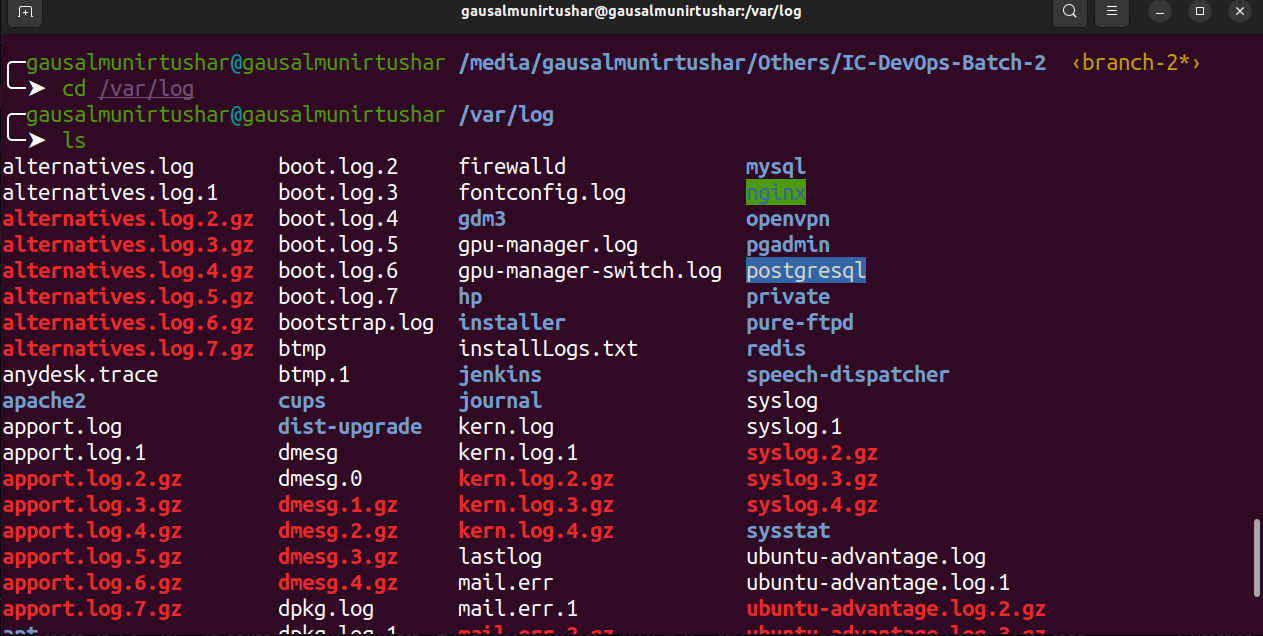 gausalmunirtushar@gausalmunirtushar:/var/log
gausalmunirtushar@gausalmunirtushar /media/gausalmunirtushar/Others/IC-DevOps-Batch-2 ‹branch-2*›
➤ cd /var/log
gausalmunirtushar@gausalmunirtushar /var/log
➤ ls
alternatives.log boot.log.2 firewalld mysql
alternatives.log.1 boot.log.3 fontconfig.log nginx
alternatives.log.2.gz boot.log.4 gdm3 openvpn
alternatives.log.3.gz boot.log.5 gpu-manager.log pgadmin
alternatives.log.4.gz boot.log.6 gpu-manager-switch.log postgresql
alternatives.log.5.gz boot.log.7 hp private
alternatives.log.6.gz bootstrap.log installer pure-ftpd
alternatives.log.7.gz btmp installLogs.txt redis
anydesk.trace btmp.1 jenkins speech-dispatcher
apache2 cups journal syslog
apport.log dist-upgrade kern.log syslog.1
apport.log.1 dmesg kern.log.1 syslog.2.gz
apport.log.2.gz dmesg.0 kern.log.2.gz syslog.3.gz
apport.log.3.gz dmesg.1.gz kern.log.3.gz syslog.4.gz
apport.log.4.gz dmesg.2.gz kern.log.4.gz sysstat
apport.log.5.gz dmesg.3.gz lastlog ubuntu-advantage.log
apport.log.6.gz dmesg.4.gz mail.err ubuntu-advantage.log.1
apport.log.7.gz dpkg.log mail.err.1 ubuntu-advantage.log.2.gz
apt dpkg.log.1 mail.err.2.gz ubuntu-advantage.log.3.gz